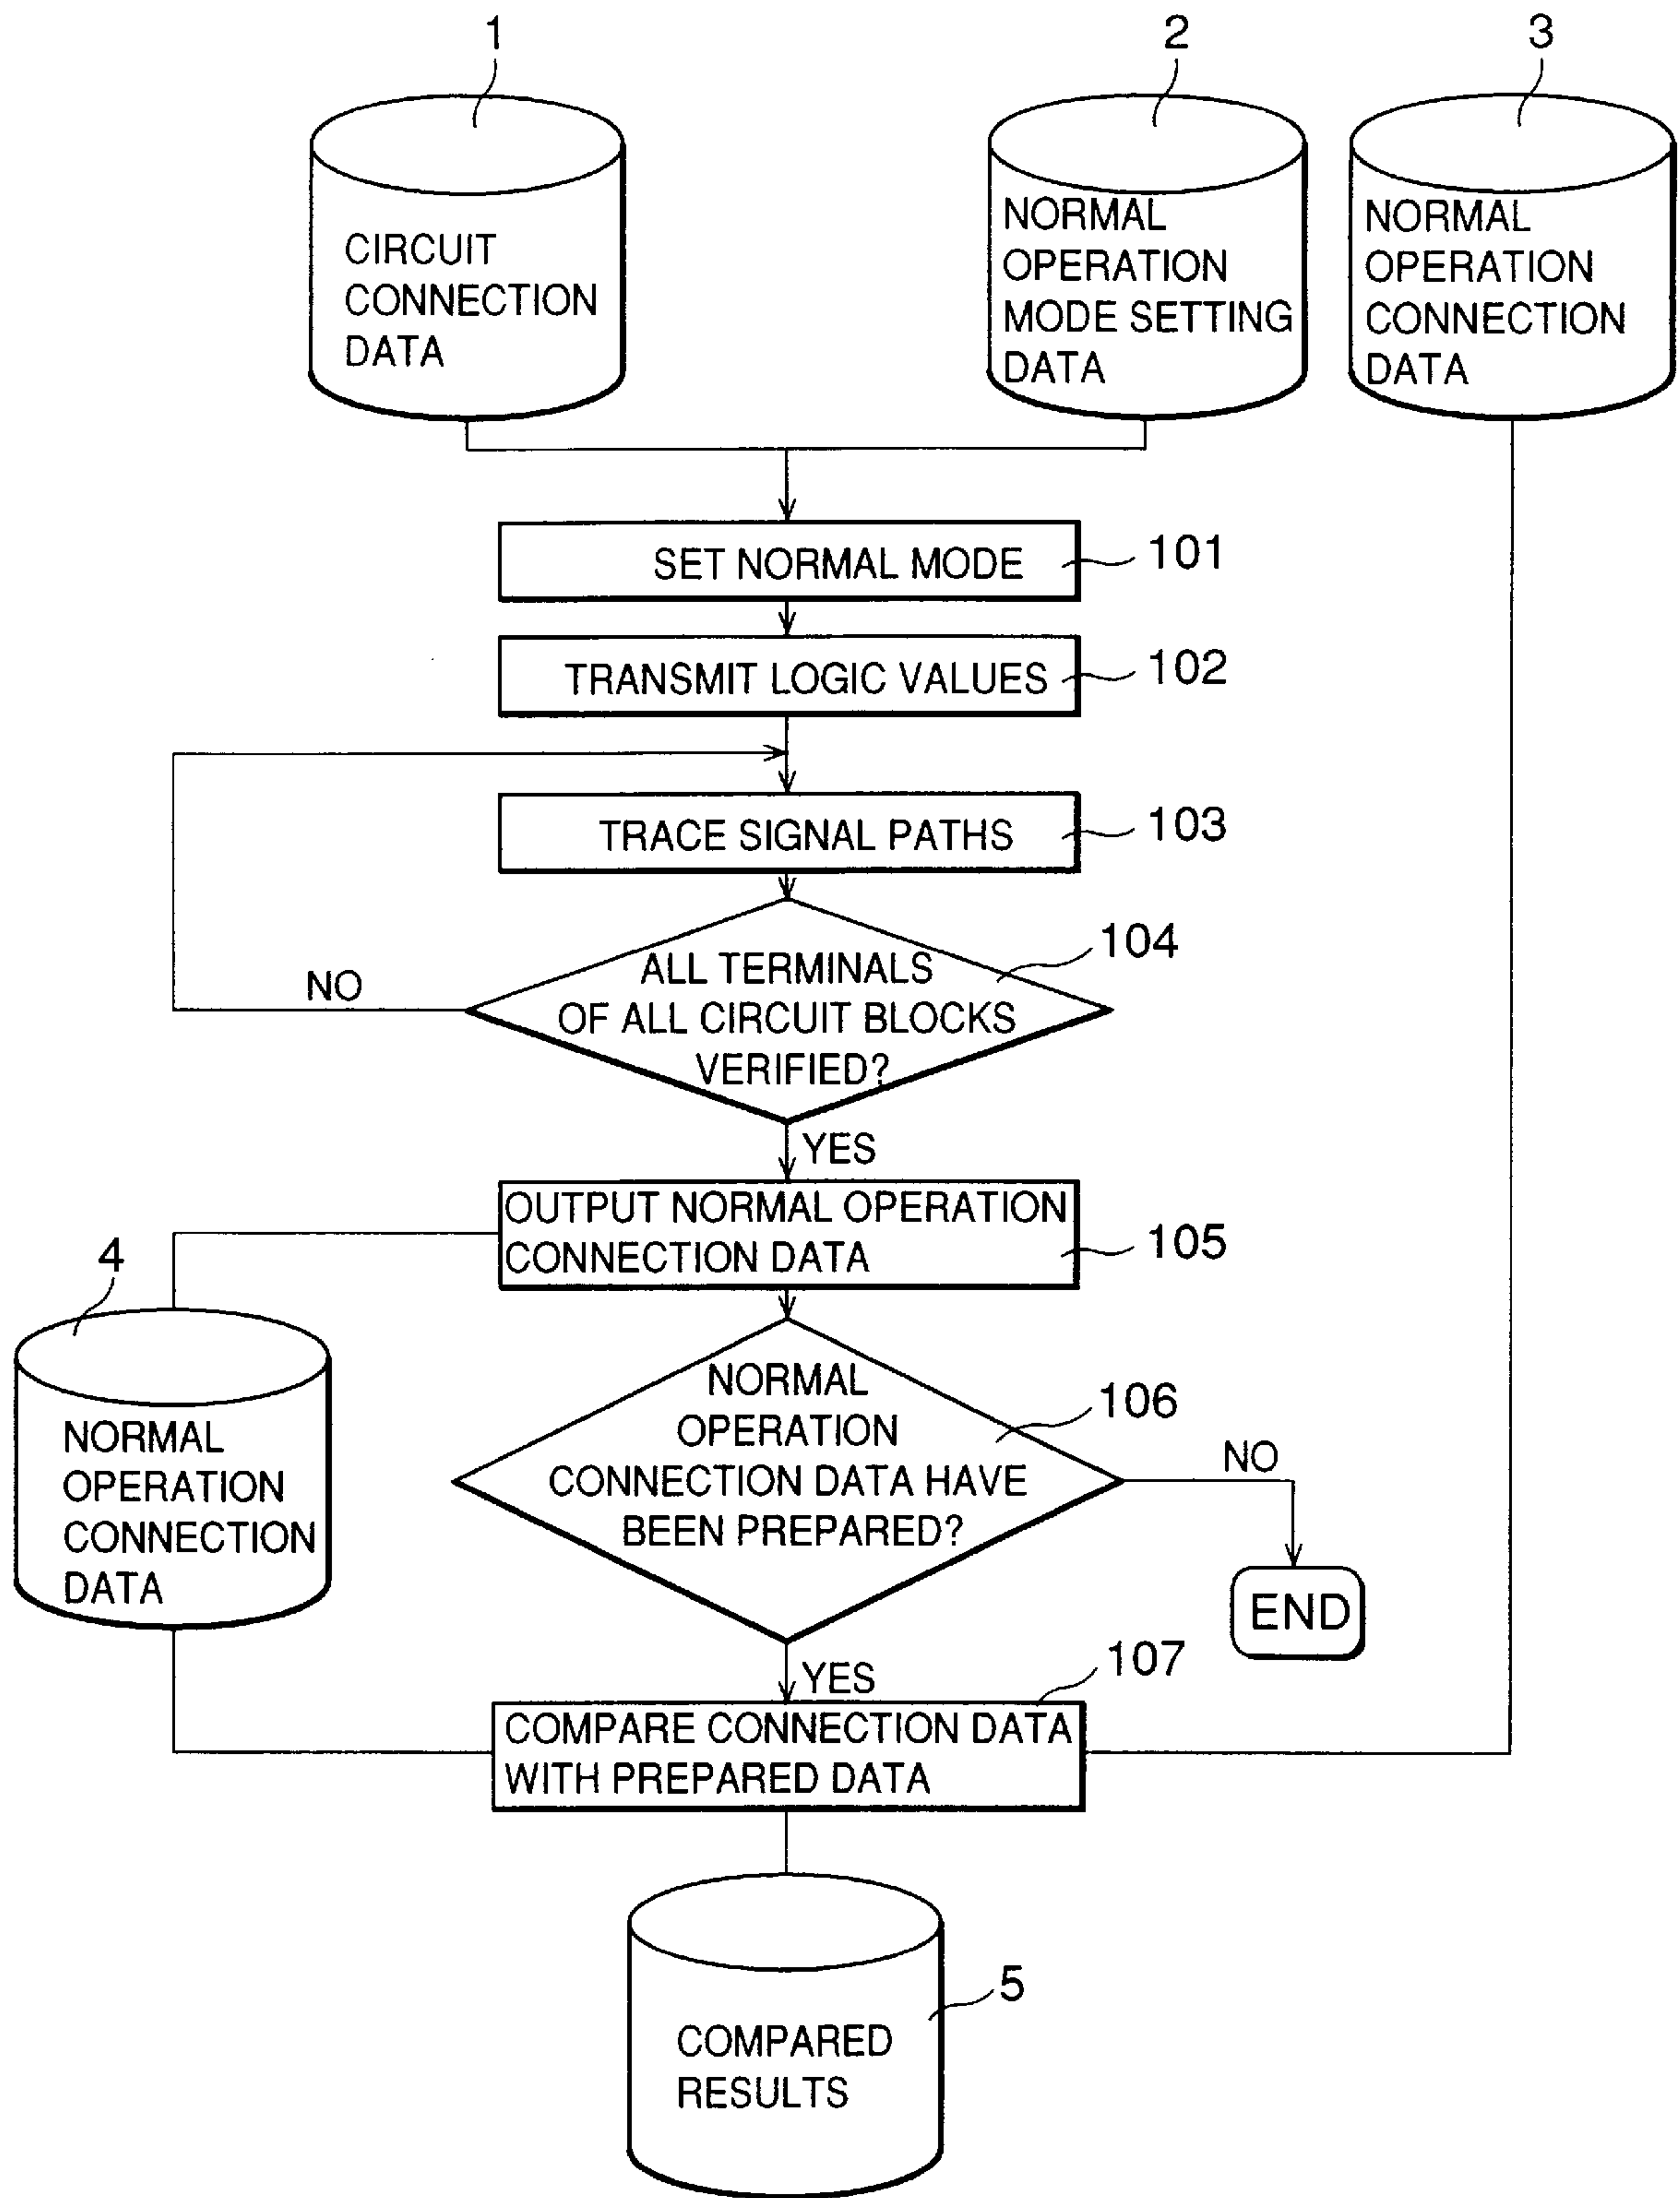 1
2
3
CIRCUIT
CONNECTION
DATA
NORMAL
OPERATION
MODE SETTING
DATA
NORMAL
OPERATION
CONNECTION
DATA
SET NORMAL MODE
101
TRANSMIT LOGIC VALUES
102
TRACE SIGNAL PATHS
103
104
ALL TERMINALS
OF ALL CIRCUIT BLOCKS
VERIFIED?
NO
YES
OUTPUT NORMAL OPERATION
CONNECTION DATA
105
4
NORMAL
OPERATION
CONNECTION
DATA
NORMAL
OPERATION
CONNECTION DATA HAVE
BEEN PREPARED?
106
NO
END
YES
107
COMPARE CONNECTION DATA
WITH PREPARED DATA
5
COMPARED
RESULTS